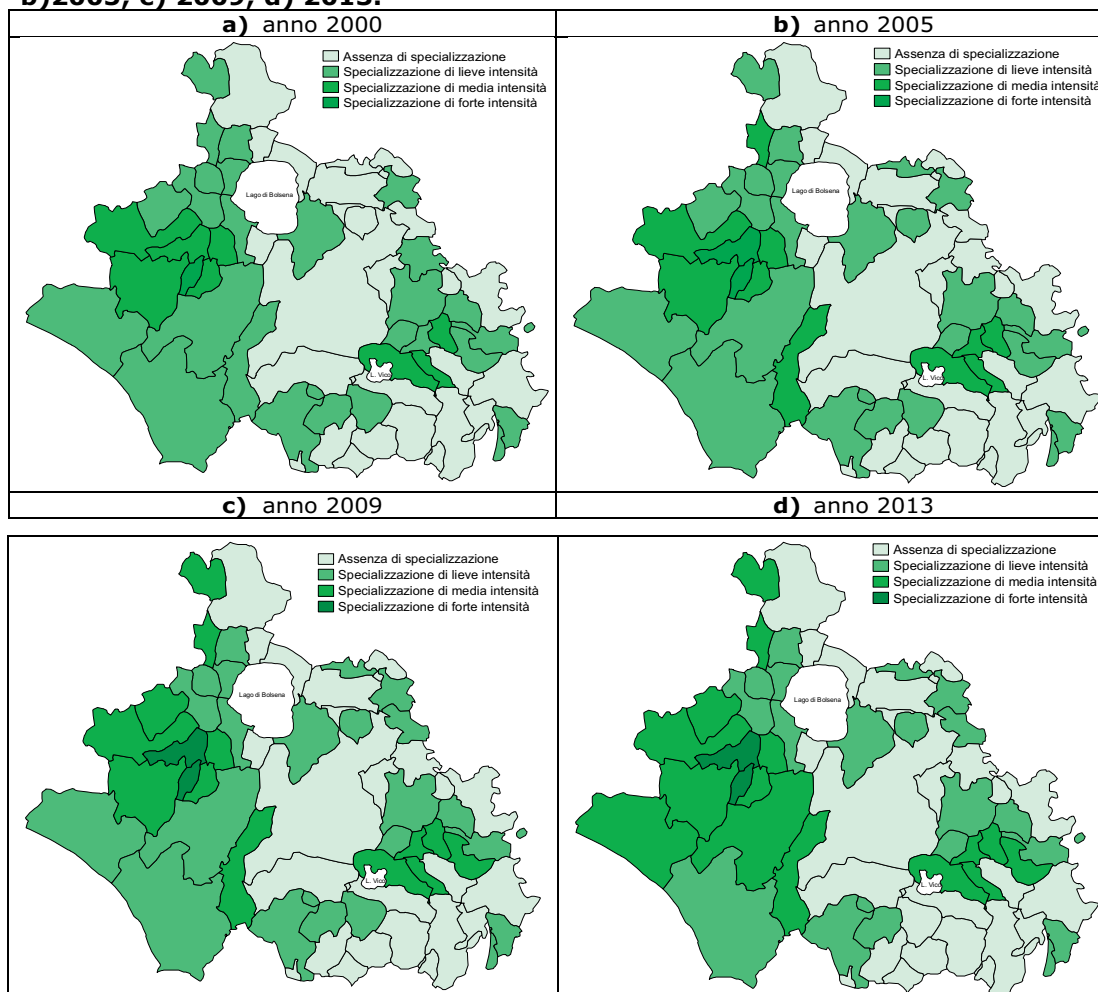 b)2005, c) 2009, d) 2013.
a) anno 2000
b) anno 2005
Assenza di specializzazione
Specializzazione di lieve intensità
Specializzazione di media intensità
Specializzazione di forte intensità
Lago di Bolsena
L. Vico
Assenza di specializzazione
Specializzazione di lieve intensità
Specializzazione di media intensità
Specializzazione di forte intensità
Lago di Bolsena
L. Vico
c) anno 2009
d) anno 2013
Assenza di specializzazione
Specializzazione di lieve intensità
Specializzazione di media intensità
Specializzazione di forte intensità
Lago di Bolsena
L. Vico
Assenza di specializzazione
Specializzazione di lieve intensità
Specializzazione di media intensità
Specializzazione di forte intensità
Lago di Bolsena
L. Vico